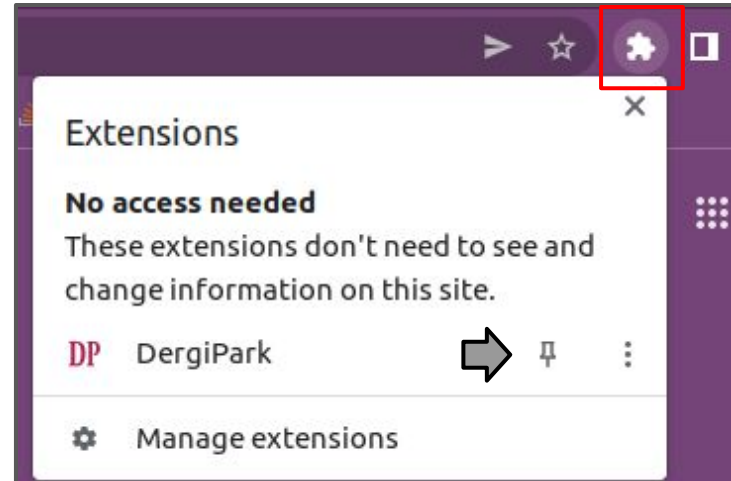 Extensions
No access needed
These extensions don't need to see and
change information on this site.
DP DergiPark
Manage extensions